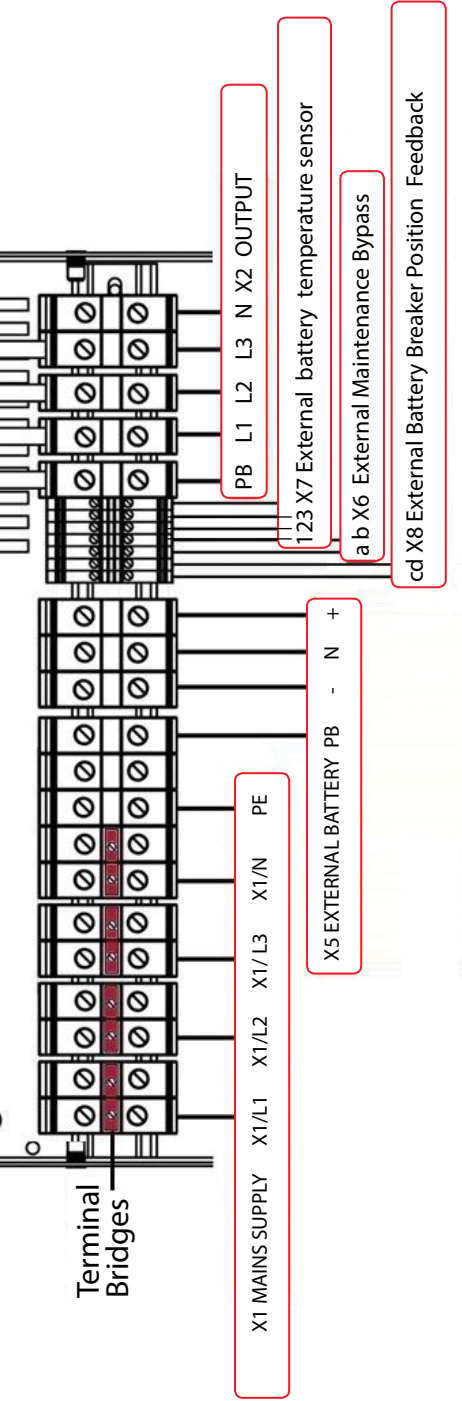 Terminal
Bridges
X1 MAINS SUPPLY X1/L1 X1/L2 X1/ L3 X1/N PE
X5 EXTERNAL BATTERY PB - N +
PB L1 L2 L3 N X2 OUTPUT
123 X7 External battery temperature sensor
a b X6 External Maintenance Bypass
cd X8 External Battery Breaker Position Feedback